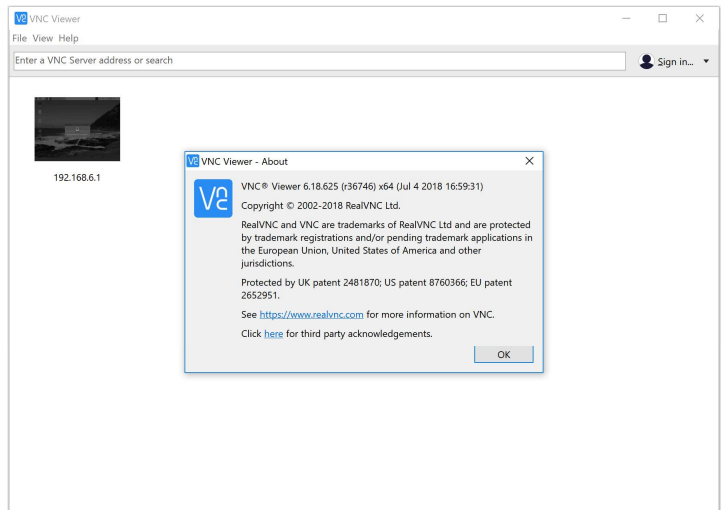 VNC Viewer
File View Help
Enter a VNC Server address or search
Sign in...
192.168.6.1
VNC Viewer - About
VNC® Viewer 6.18.625 (r36746) x64 (Jul 4 2018 16:59:31)
Copyright © 2002-2018 RealVNC Ltd.
RealVNC and VNC are trademarks of RealVNC Ltd and are protected
by trademark registrations and/or pending trademark applications in
the European Union, United States of America and other
jurisdictions.
Protected by UK patent 2481870; US patent 8760366; EU patent
2652951.
See https://www.realvnc.com for more information on VNC.
Click here for third party acknowledgements.
OK